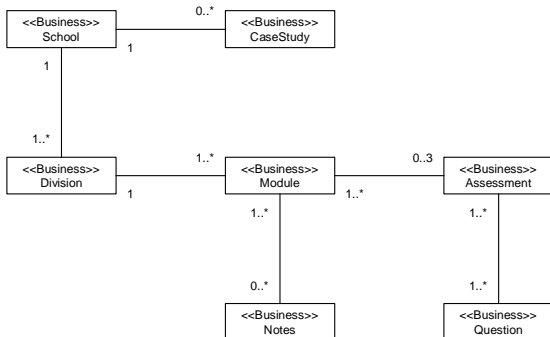 <<Business>>
School
1
0..*
<<Business>>
CaseStudy
1
1..*
<<Business>>
Division
1
1..*
<<Business>>
Module
1..*
0..3
<<Business>>
Assessment
1..*
1..*
0..*
<<Business>>
Notes
1..*
<<Business>>
Question